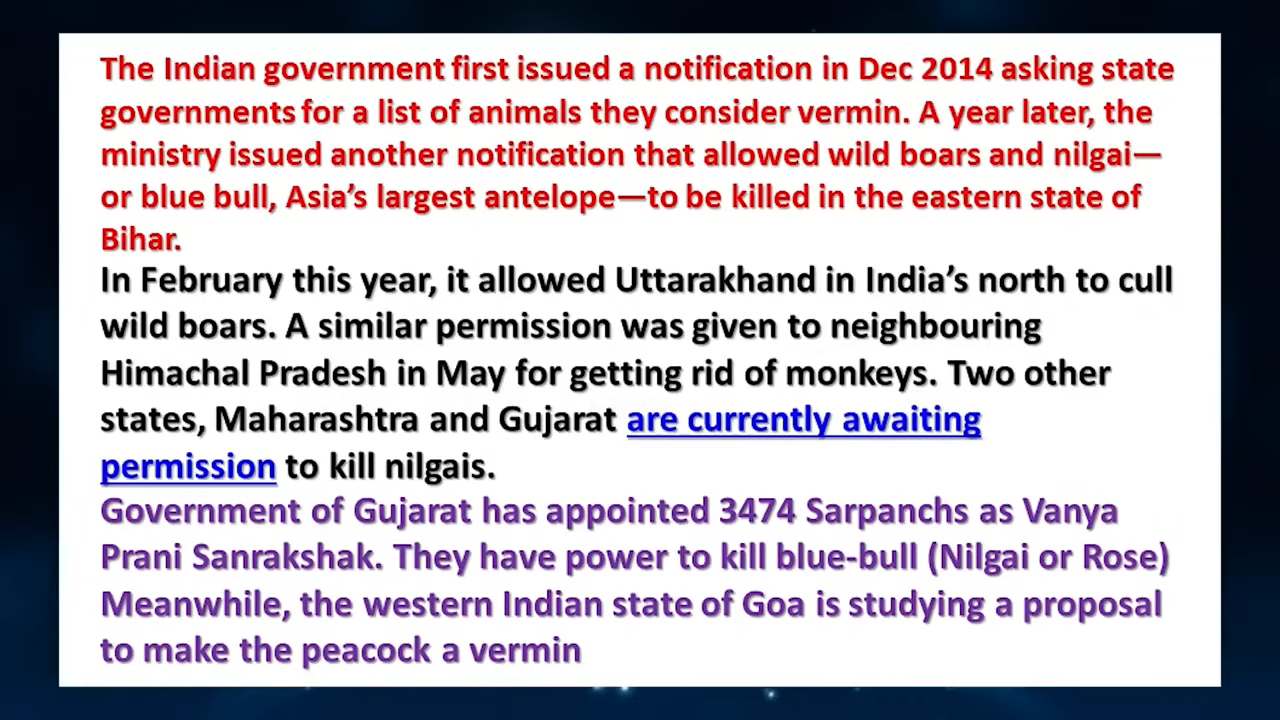 The Indian government first issued a notification in Dec 2014 asking state
governments for a list of animals they consider vermin. A year later, the
ministry issued another notification that allowed wild boars and nilgai—
or blue bull, Asia’s largest antelope—to be killed in the eastern state of
Bihar.
In February this year, it allowed Uttarakhand in India’s north to cull
wild boars. A similar permission was given to neighbouring
Himachal Pradesh in May for getting rid of monkeys. Two other
states, Maharashtra and Gujarat are currently awaiting
permission to kill nilgais.
Government of Gujarat has appointed 3474 Sarpanchs as Vanya
Prani Sanrakshak. They have power to kill blue-bull (Nilgai or Rose)
Meanwhile, the western Indian state of Goa is studying a proposal
to make the peacock a vermin